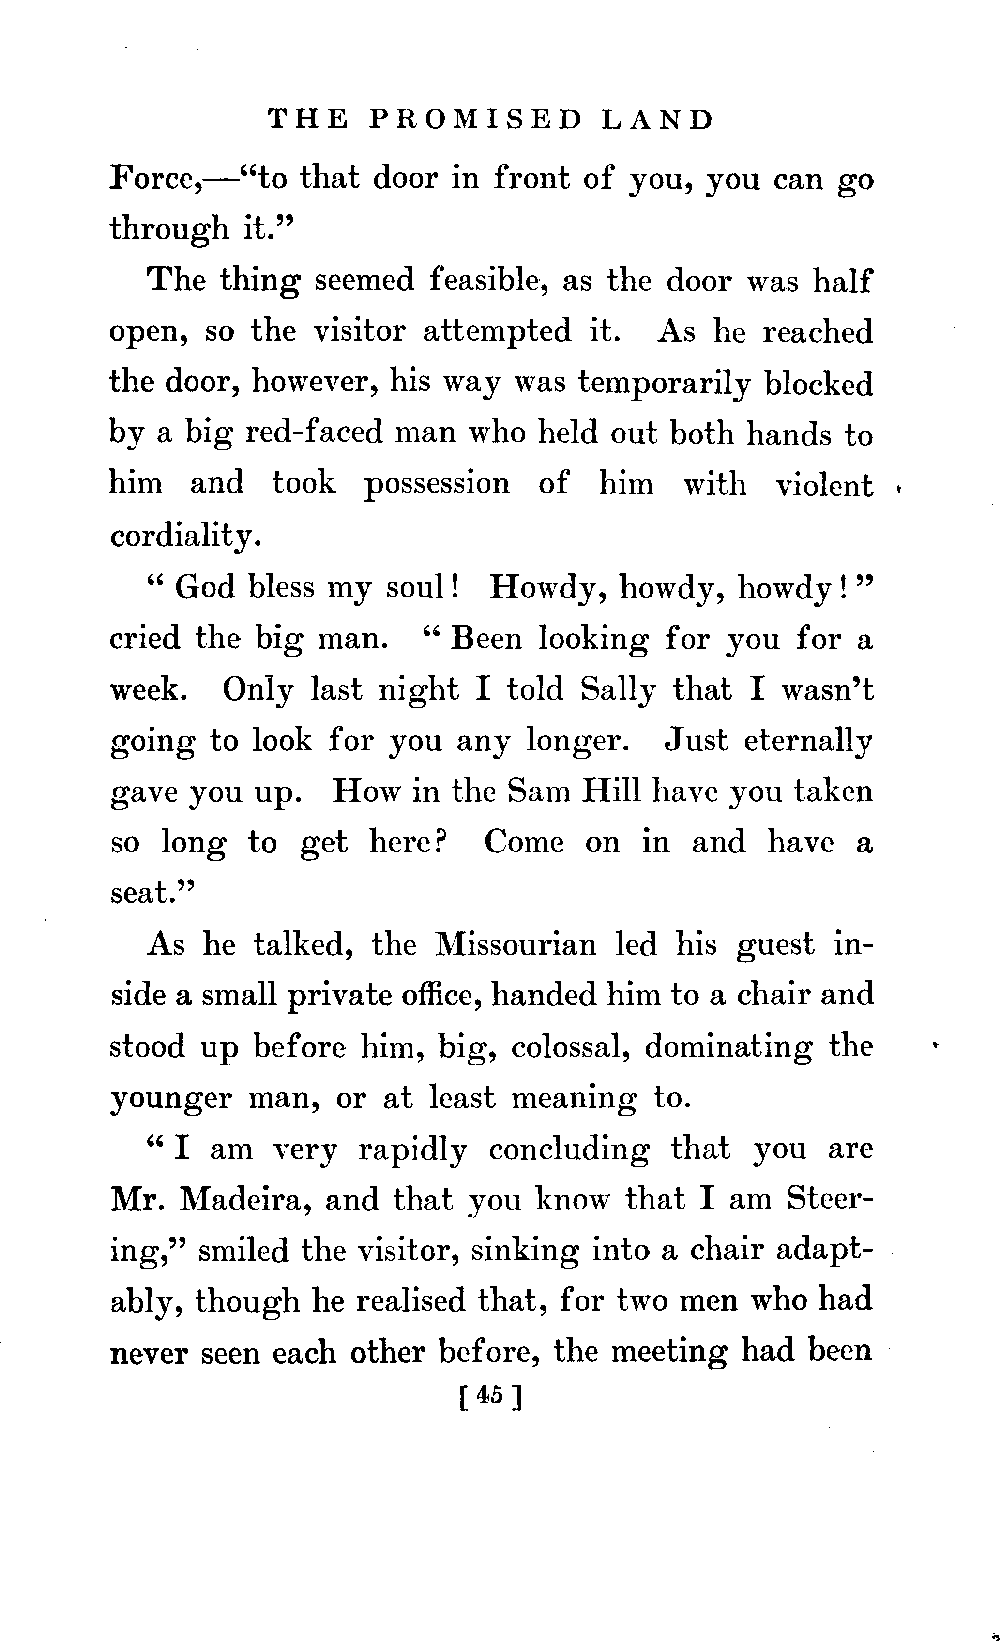 THE PROMISED LAND
Force,—“to that door in front of you, you can go
through it.”
The thing seemed feasible, as the door was half
open, so the visitor attempted it. As he reached
the door, however, his way was temporarily blocked
by a big red-faced man who held out both hands to
him and took possession of him with violent
cordiality.
“God bless my soul! Howdy, howdy, howdy!”
cried the big man. “Been looking for you for a
week. Only last night I told Sally that I wasn’t
going to look for you any longer. Just eternally
gave you up. How in the Sam Hill have you taken
so long to get here? Come on in and have a
seat.”
As he talked, the Missourian led his guest in-
side a small private office, handed him to a chair and
stood up before him, big, colossal, dominating the
younger man, or at least meaning to.
“I am very rapidly concluding that you are
Mr. Madeira, and that you know that I am Steer-
ing,” smiled the visitor, sinking into a chair adapt-
ably, though he realised that, for two men who had
never seen each other before, the meeting had been
[45]